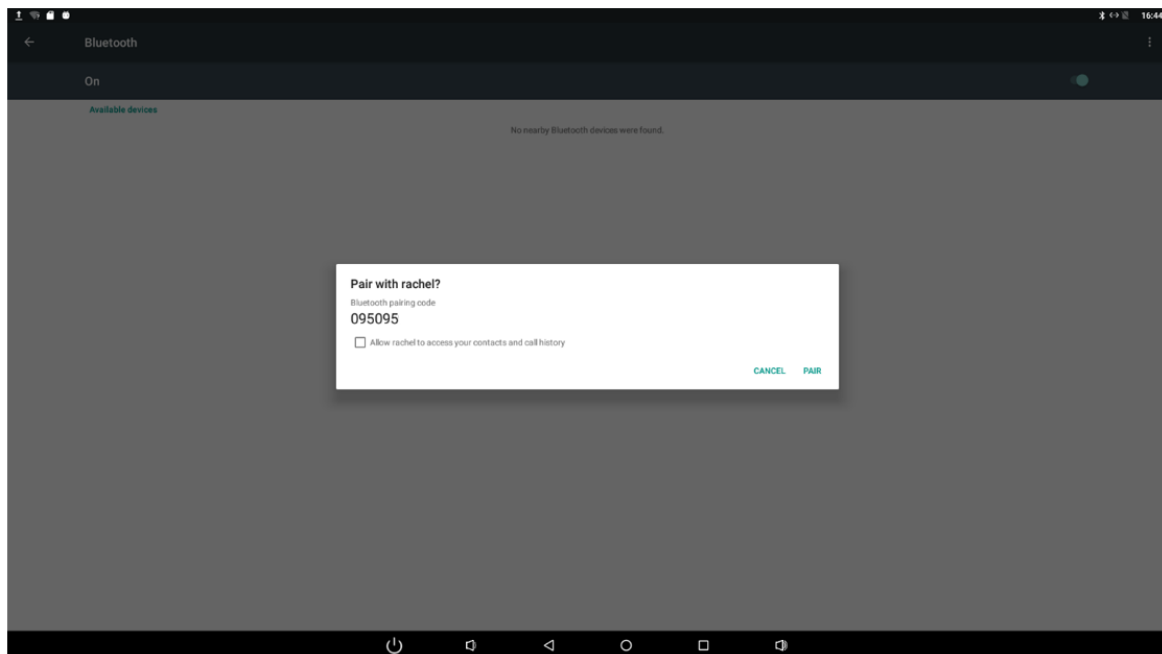 16:44
Bluetooth
On
Available devices
No nearby Bluetooth devices were found.
Pair with rachel?
Bluetooth pairing code
095095
Allow rachel to access your contacts and call history
CANCEL PAIR